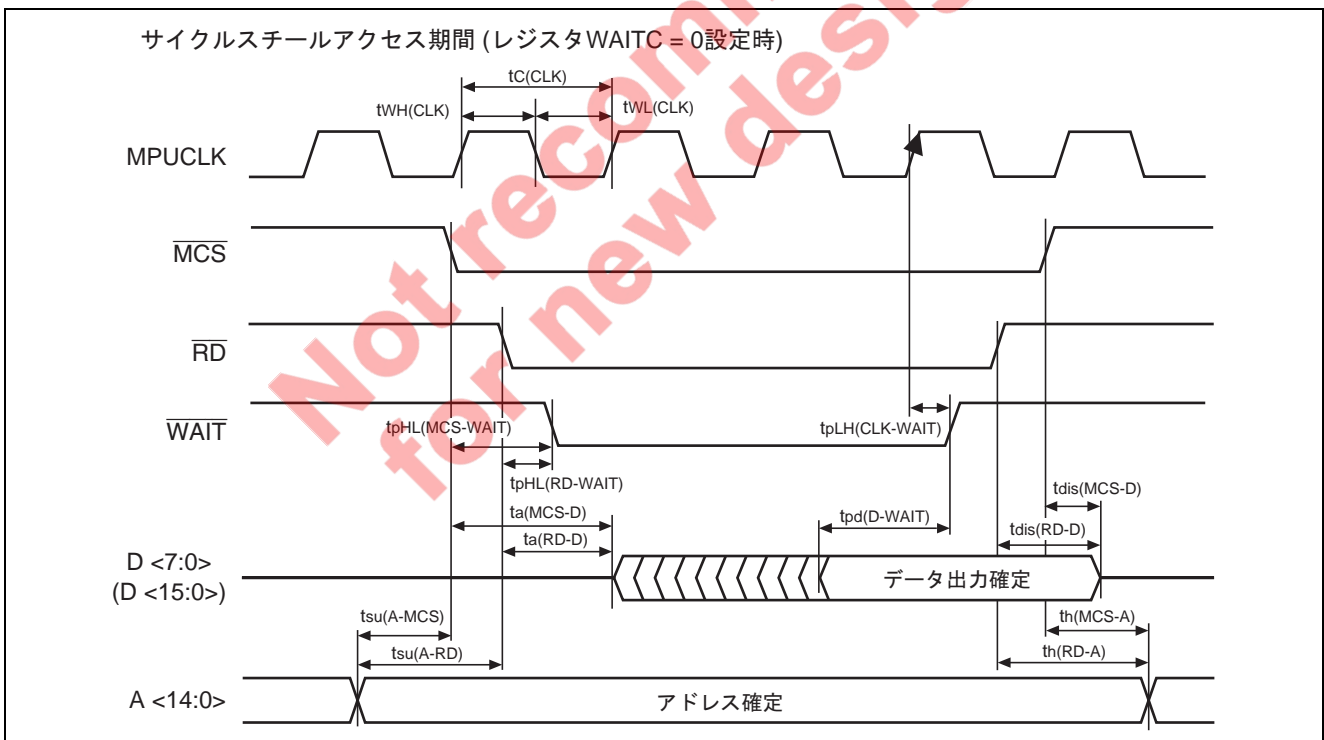 サイクルスチールアクセス期間 (レジスタWAITC = 0設定時)
tC(CLK)
tWH(CLK)
tWL(CLK)
MPUCLK
MCS
RD
WAIT
tpHL(MCS-WAIT)
tpLH(CLK-WAIT)
tpHL(RD-WAIT)
tdis(MCS-D)
ta(MCS-D)
tpd(D-WAIT)
tdis(RD-D)
ta(RD-D)
D <7:0>
(D <15:0>)
データ出力確定
tsu(A-MCS)
th(MCS-A)
tsu(A-RD)
th(RD-A)
A <14:0>
アドレス確定
Not recom
for new desig